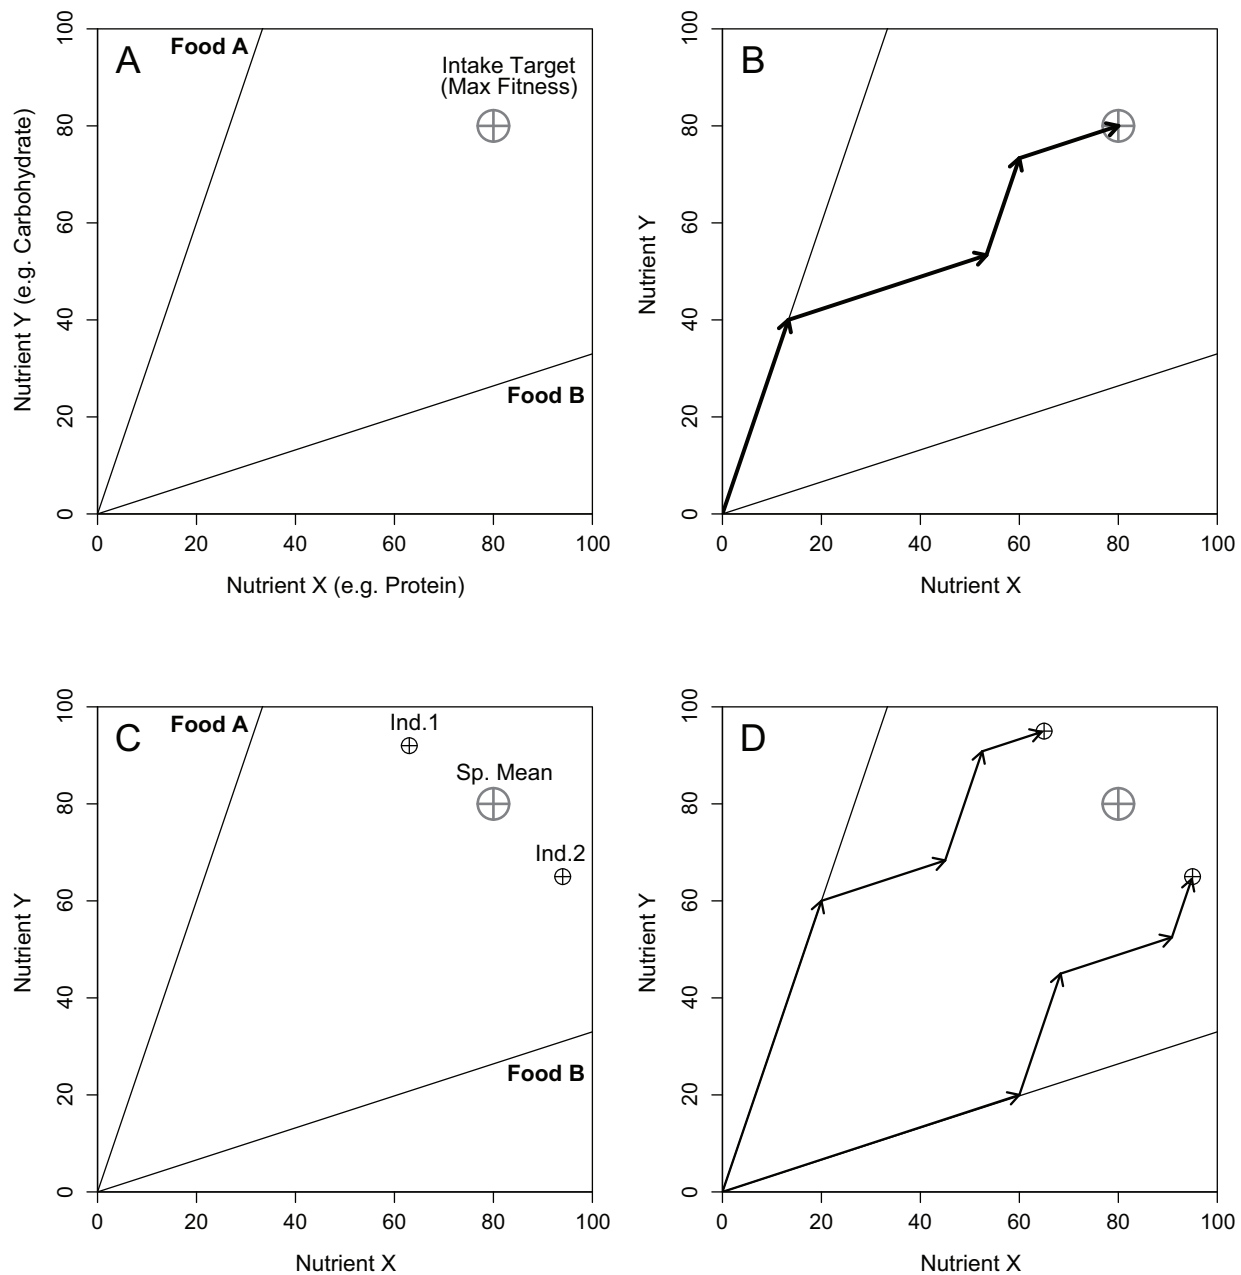 A
Food A
Intake Target
(Max Fitness)
Food B
Nutrient Y (e.g. Carbohydrate)
0 20 40 60 80 100
0 20 40 60 80 100
Nutrient X (e.g. Protein)
B
Nutrient Y
0 20 40 60 80 100
0 20 40 60 80 100
Nutrient X
C
Food A
Ind.1
Sp. Mean
Ind.2
Food B
Nutrient Y
0 20 40 60 80 100
0 20 40 60 80 100
Nutrient X
D
Nutrient Y
0 20 40 60 80 100
0 20 40 60 80 100
Nutrient X